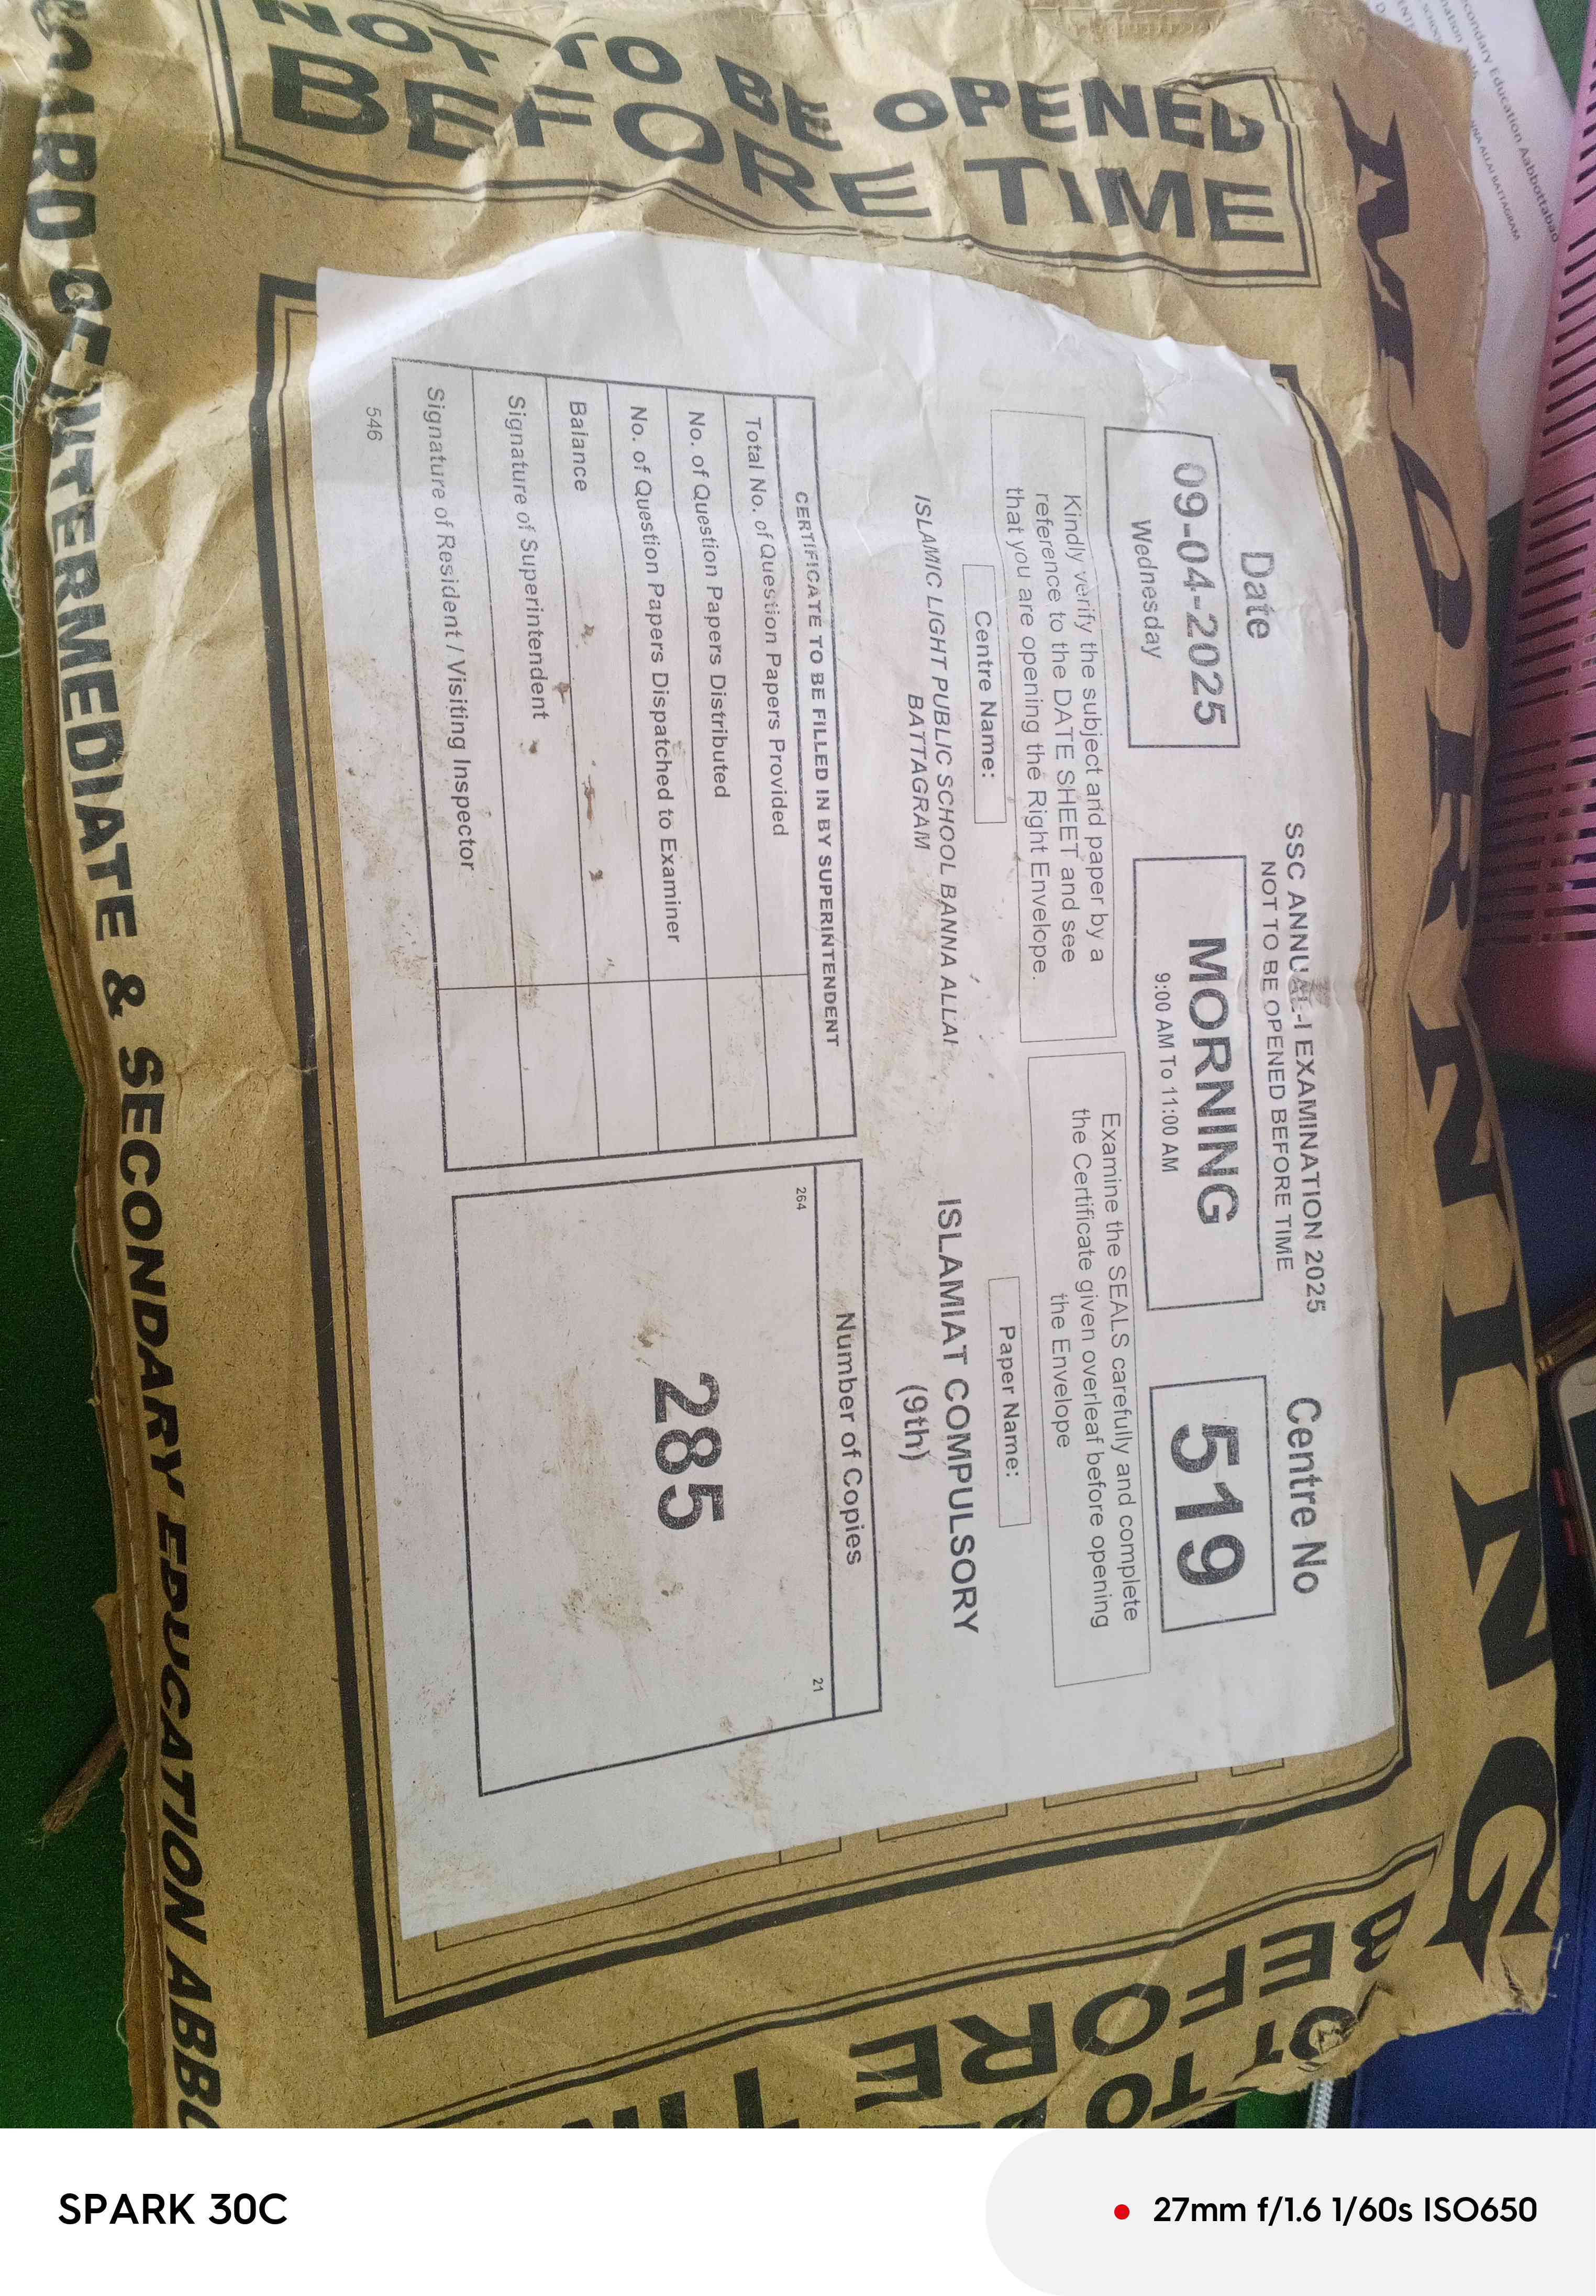 MORNING
NOT TO BE OPENED
BEFORE TIME
SSC ANNUAL-I EXAMINATION 2025
NOT TO BE OPENED BEFORE TIME
Date
09-04-2025
Wednesday
MORNING
9:00 AM To 11:00 AM
Centre No
519
Kindly verify the subject and paper by a
reference to the DATE SHEET and see
that you are opening the Right Envelope.
Examine the SEALS carefully and complete
the Certificate given overleaf before opening
the Envelope
Centre Name:
Paper Name:
ISLAMIC LIGHT PUBLIC SCHOOL BANNA ALLAI
BATTAGRAM
ISLAMIAT COMPULSORY
(9th)
CERTIFICATE TO BE FILLED IN BY SUPERINTENDENT
Total No. of Question Papers Provided
No. of Question Papers Distributed
No. of Question Papers Dispatched to Examiner
Balance
Signature of Superintendent
Signature of Resident / Visiting Inspector
546
Number of Copies
264
21
285
BOARD OF INTERMEDIATE & SECONDARY EDUCATION ABBO
TO
BEFORE
TI
condary Education Aabbottabad
NNA ALLAI BATTAGRAM
SPARK 30C
27mm f/1.6 1/60s ISO650